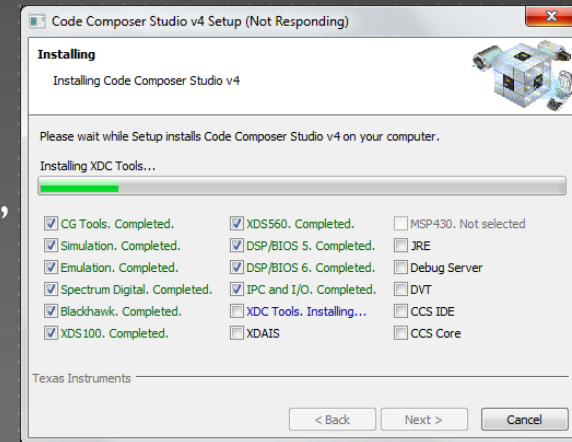 Code Composer Studio v4 Setup (Not Responding)
Installing
Installing Code Composer Studio v4
Please wait while Setup installs Code Composer Studio v4 on your computer.
Installing XDC Tools...
,
CG Tools. Completed. XDS560. Completed. MSP430. Not selected
Simulation. Completed. DSP/BIOS 5. Completed. JRE
Emulation. Completed. DSP/BIOS 6. Completed. Debug Server
Spectrum Digital. Completed. IPC and I/O. Completed. DVT
Blackhawk. Completed. XDC Tools. Installing... CCS IDE
XDS100. Completed. XDAIS CCS Core
Texas Instruments
< Back Next > Cancel